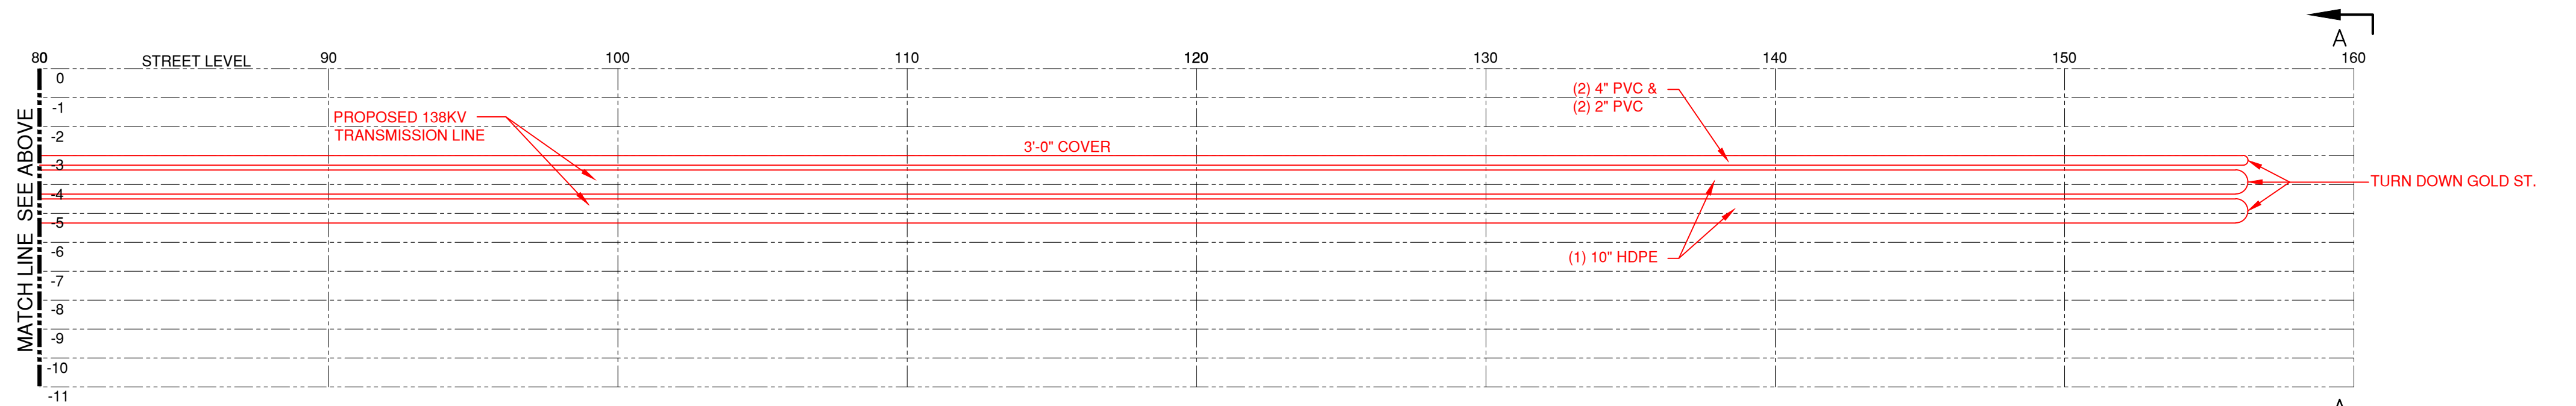 A
80 90 100 110 120 130 140 150 160
STREET LEVEL
0
-1
-2
-3
-4
-5
-6
-7
-8
-9
-10
-11
MATCH LINE SEE ABOVE
PROPOSED 138KV
TRANSMISSION LINE
3'-0" COVER
(2) 4" PVC &
(2) 2" PVC
(1) 10" HDPE
TURN DOWN GOLD ST.